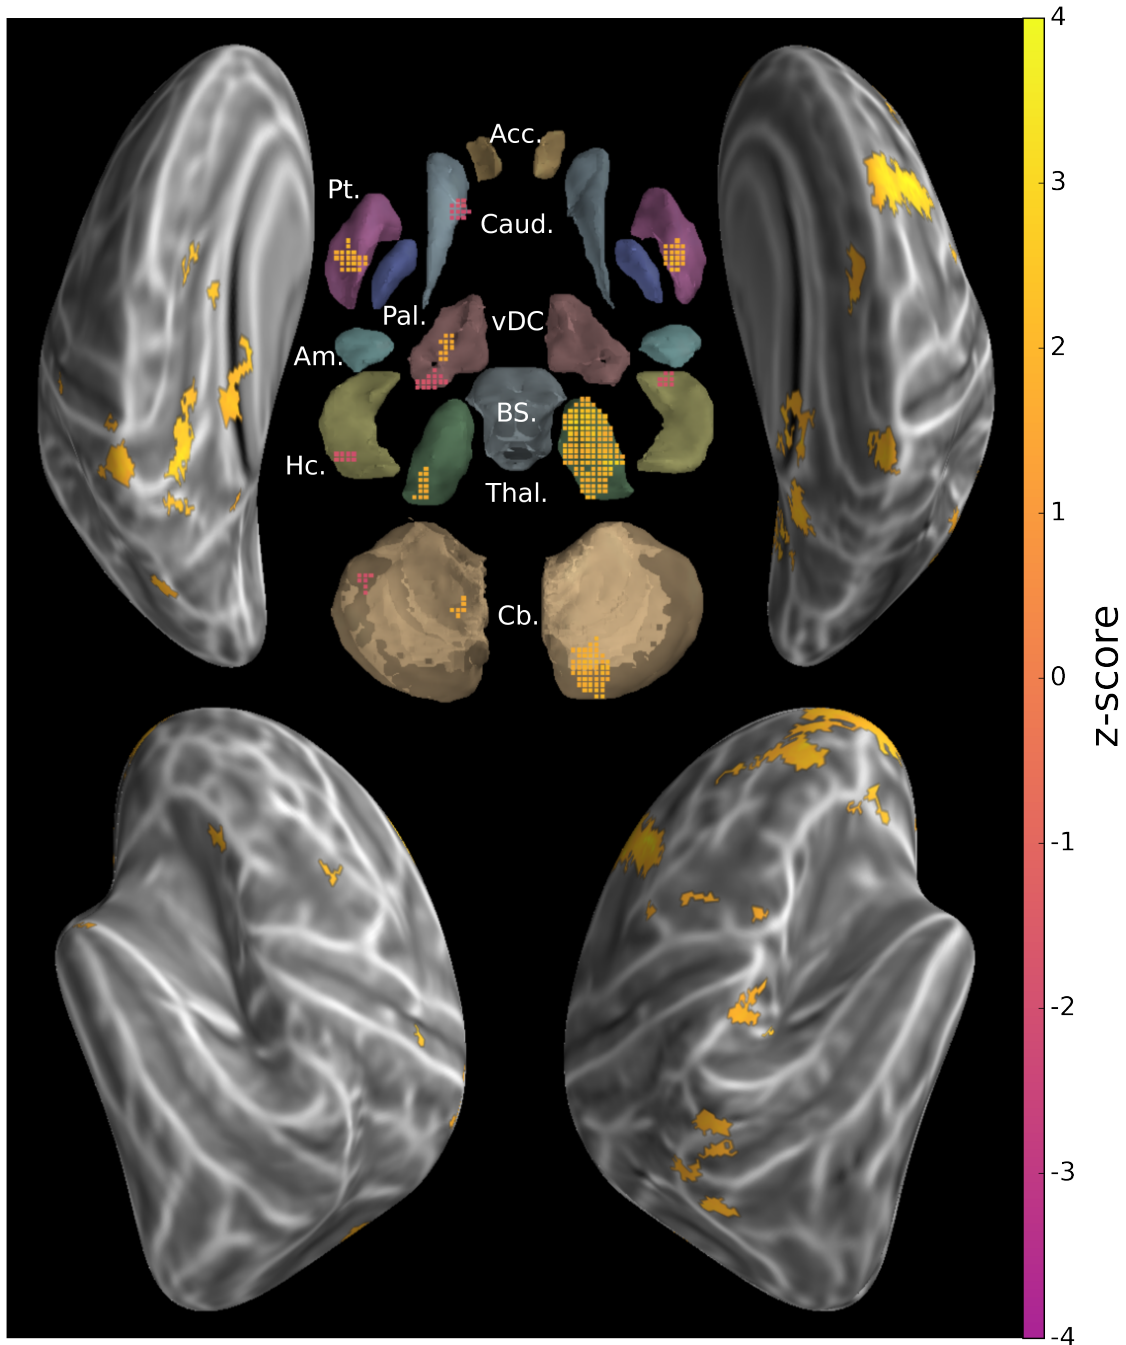 Acc.
Pt.
Caud.
Pal.
vDC
Am.
BS.
Hc.
Thal.
Cb.
4
3
2
1
0
-1
-2
-3
-4
z-score